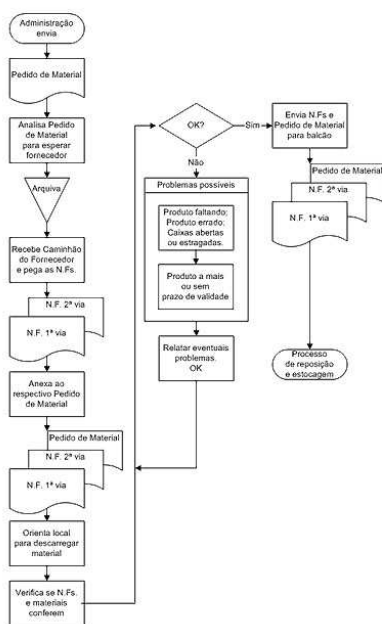 Administração
envia
Pedido de Material
Analisa Pedido
de Material
para esperar
fornecedor
Arquiva
Recebe Caminhão
do Fornecedor
e pega as N.Fs.
N.F. 2ª via
N.F. 1ª via
Anexa ao
respectivo Pedido
de Material
Pedido de Material
N.F. 2ª via
N.F. 1ª via
Orienta local
para descarregar
material
Verifica se N.Fs.
e materiais
conferem
OK?
Sim
Não
Problemas possíveis
Produto faltando;
Produto errado;
Caixas abertas
ou estragadas.
Produto a mais
ou sem
prazo de validade
Relatar eventuais
problemas.
OK
Envia N.Fs e
Pedido de Material
para balcão
Pedido de Material
N.F. 2ª via
N.F. 1ª via
Processo
de reposição
e estocagem